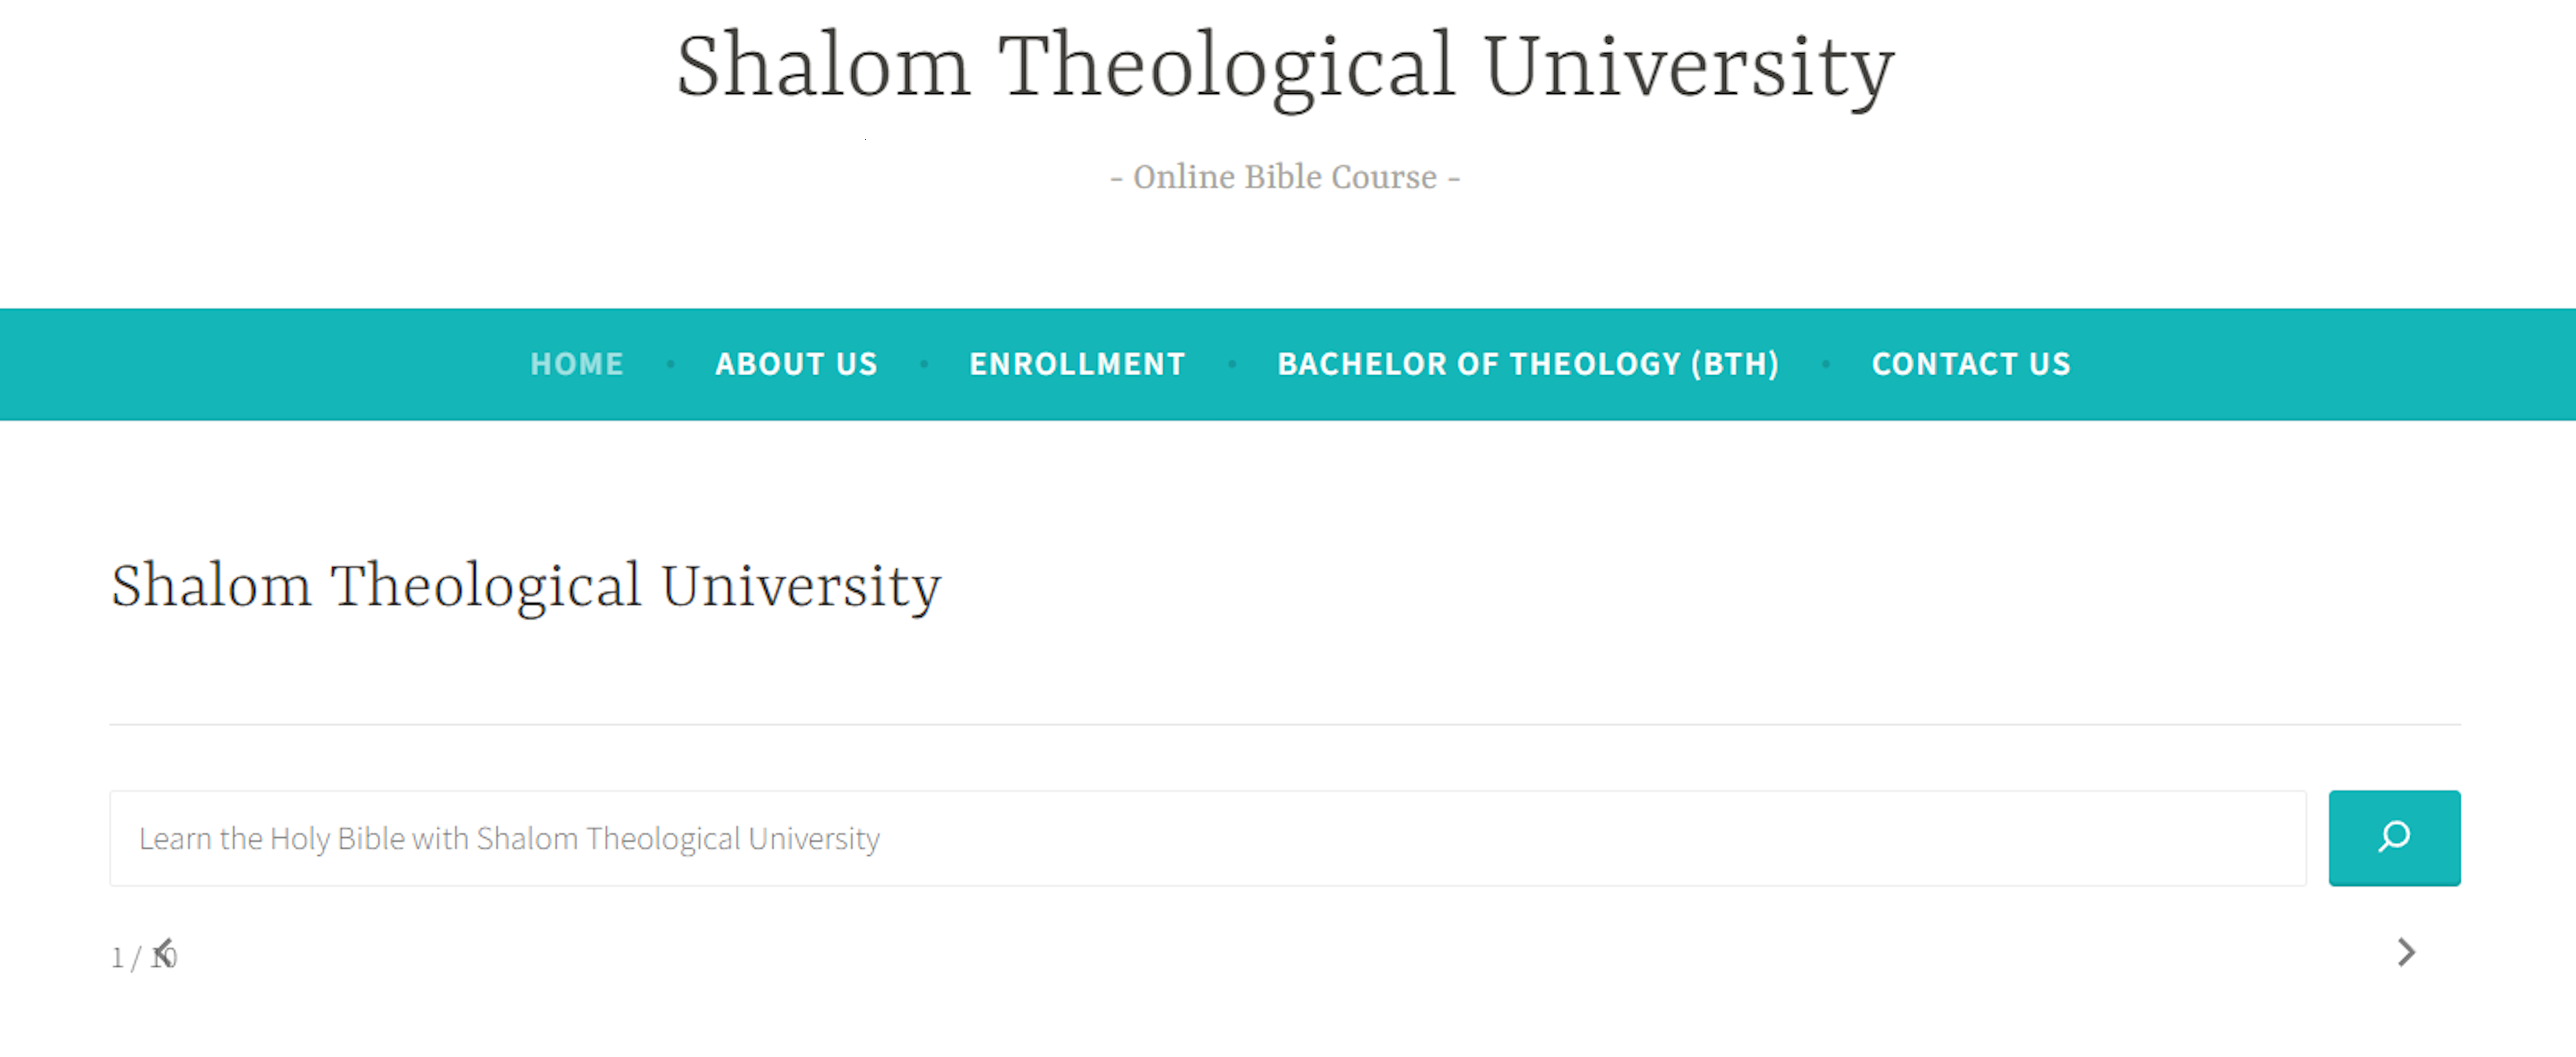 Shalom Theological University
- Online Bible Course -
HOME • ABOUT US • ENROLLMENT • BACHELOR OF THEOLOGY (BTH) • CONTACT US
Shalom Theological University
Learn the Holy Bible with Shalom Theological University
1 / 10